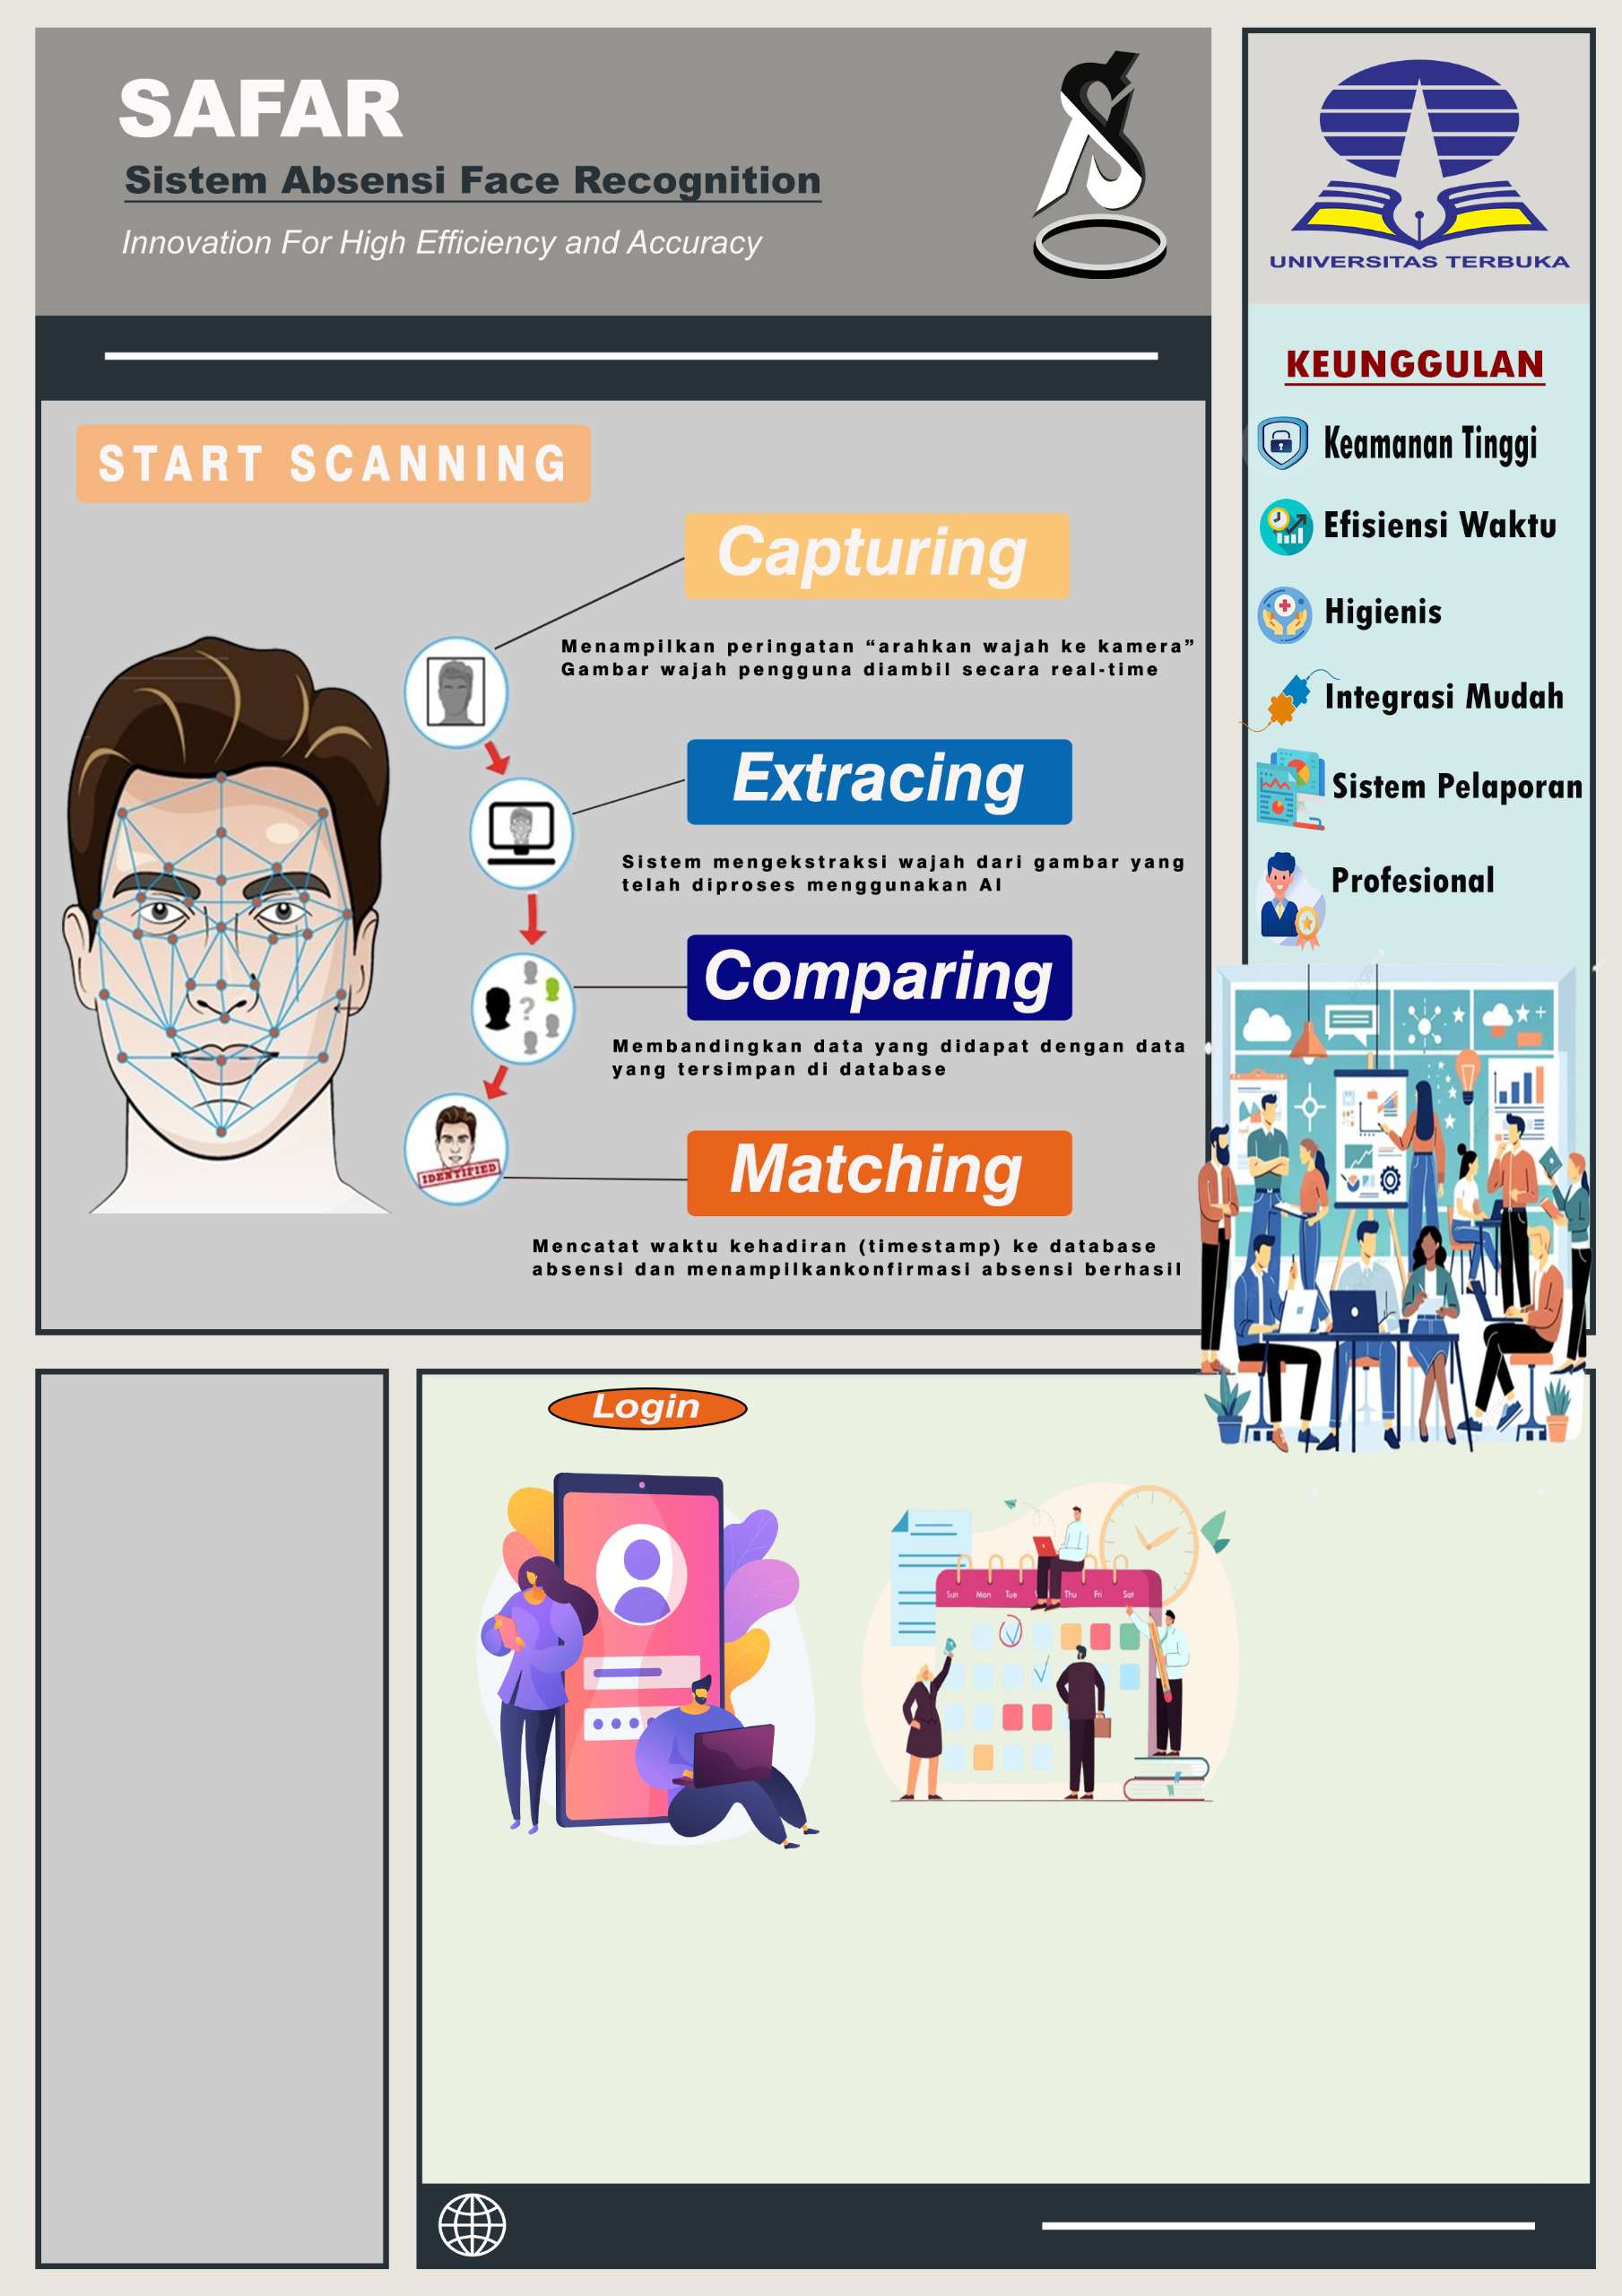 SAFAR
Sistem Absensi Face Recognition
Innovation For High Efficiency and Accuracy
UNIVERSITAS TERBUKA
KEUNGGULAN
Keamanan Tinggi
Efisiensi Waktu
Higienis
Integrasi Mudah
Sistem Pelaporan
Profesional
START SCANNING
Capturing
Menampilkan peringatan “arahkan wajah ke kamera”
Gambar wajah pengguna diambil secara real-time
Extracing
Sistem mengekstraksi wajah dari gambar yang
telah diproses menggunakan AI
?
Comparing
Membandingkan data yang didapat dengan data
yang tersimpan di database
IDENTIFIED
Matching
Mencatat waktu kehadiran (timestamp) ke database
absensi dan menampilkankonfirmasi absensi berhasil
Login
Sun Mon Tue Thu Fri Sat